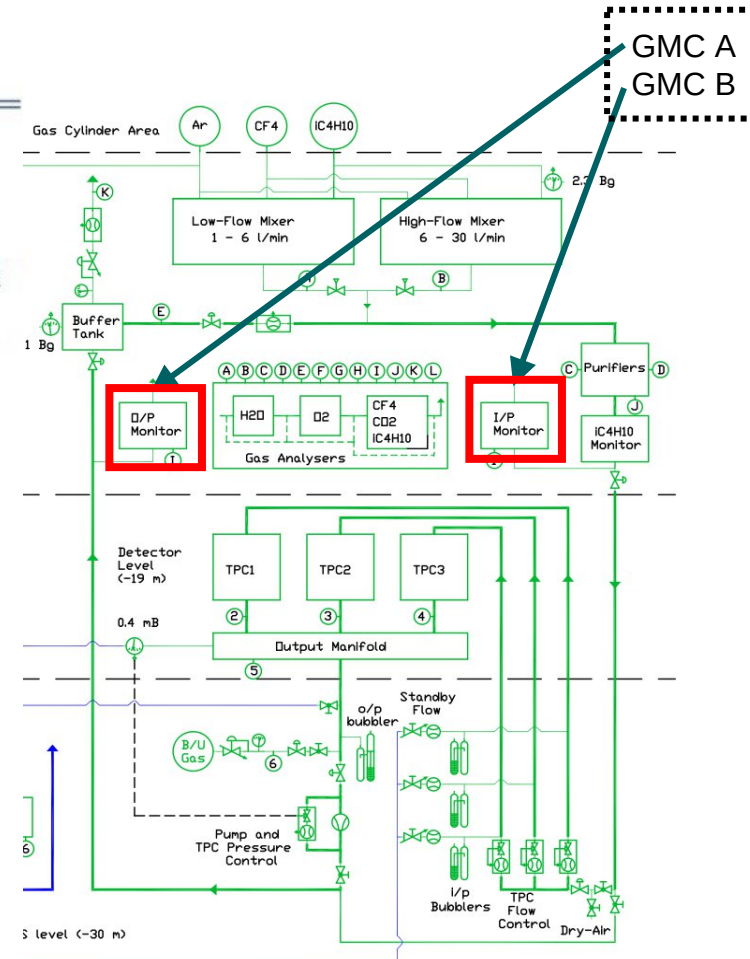 GMC A
GMC B
Gas Cylinder Area
Ar
CF4
iC4H10
K
2.3 Bg
Low-Flow Mixer
1 - 6 l/min
High-Flow Mixer
6 - 30 l/min
A
B
E
Buffer
Tank
1 Bg
C
Purifiers
D
J
A B C D E F G H I J K L
O/P
Monitor
I
H2O
O2
CF4
CO2
iC4H10
Gas Analysers
I/P
Monitor
iC4H10
Monitor
Detector
Level
(-19 m)
TPC1
TPC2
TPC3
2
3
4
0.4 mB
Output Manifold
5
Standby
Flow
o/p
bubbler
B/U
Gas
7
6
Pump and
TPC Pressure
Control
6
i/p
Bubblers
TPC
Flow
Control
Dry-Air
S level (-30 m)